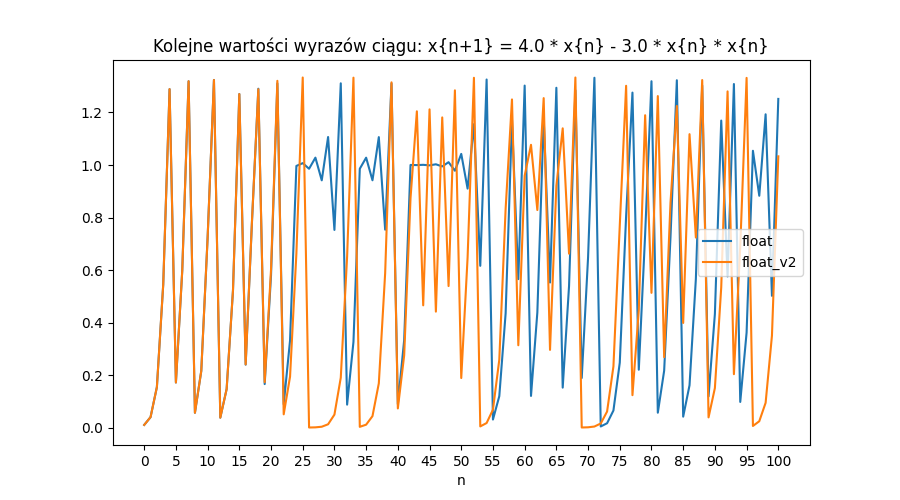 Kolejne wartości wyrazów ciągu: x{n+1} = 4.0 * x{n} - 3.0 * x{n} * x{n}
1.2
1.0
0.8
0.6
0.4
0.2
0.0
float
float_v2
0 5 10 15 20 25 30 35 40 45 50 55 60 65 70 75 80 85 90 95 100
n